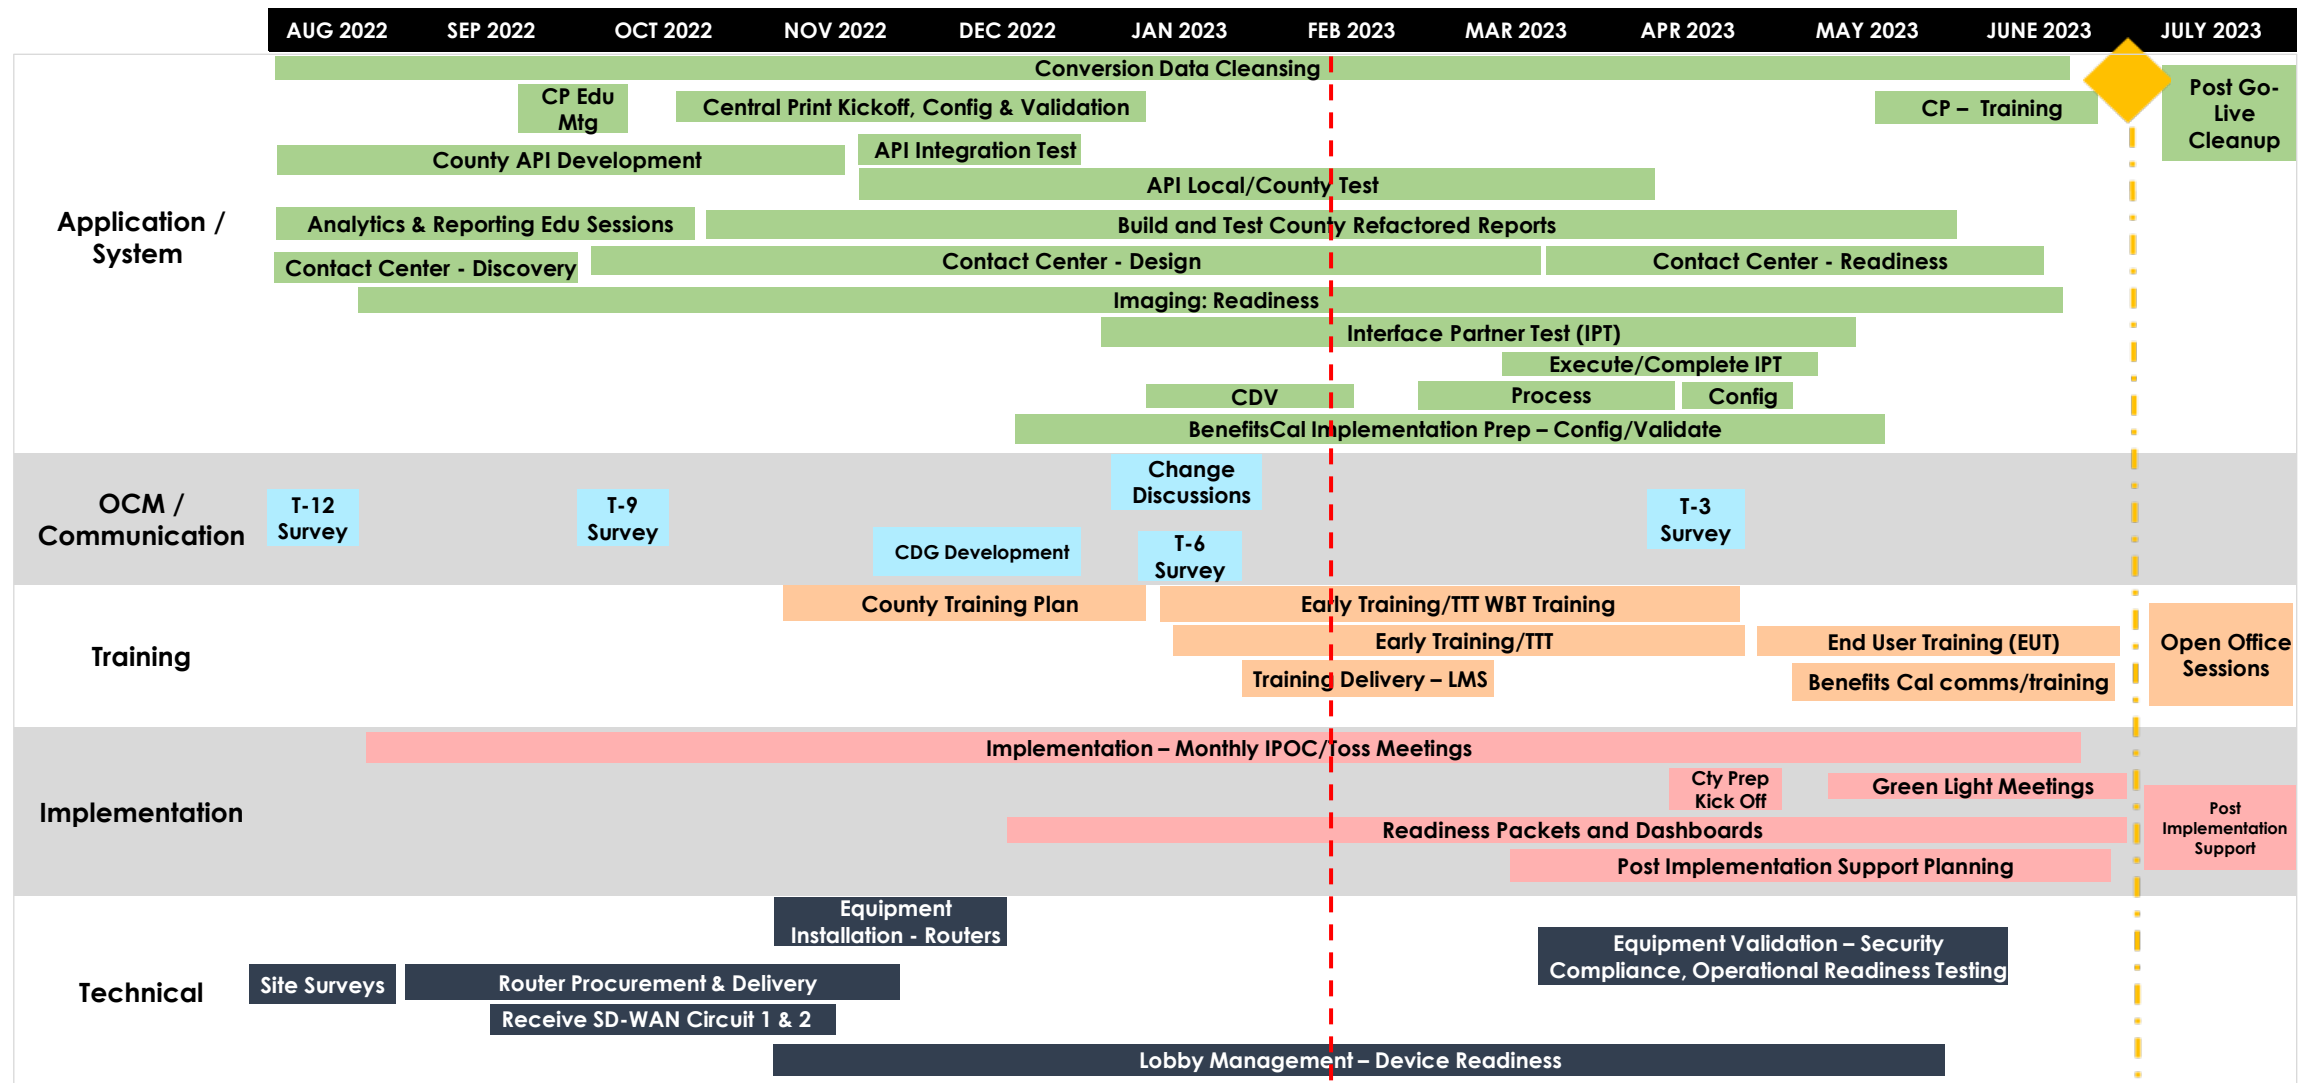 AUG 2022 SEP 2022 OCT 2022 NOV 2022 DEC 2022 JAN 2023 FEB 2023 MAR 2023 APR 2023 MAY 2023 JUNE 2023 JULY 2023
Application /
System
Conversion Data Cleansing
CP Edu
Mtg
Central Print Kickoff, Config & Validation
CP – Training
Post Go-
Live
Cleanup
County API Development
API Integration Test
API Local/County Test
Analytics & Reporting Edu Sessions
Build and Test County Refactored Reports
Contact Center - Discovery
Contact Center - Design
Contact Center - Readiness
Imaging: Readiness
Interface Partner Test (IPT)
Execute/Complete IPT
CDV
Process
Config
BenefitsCal Implementation Prep – Config/Validate
OCM /
Communication
T-12
Survey
T-9
Survey
Change
Discussions
CDG Development
T-6
Survey
T-3
Survey
Training
County Training Plan
Early Training/TTT WBT Training
Early Training/TTT
End User Training (EUT)
Training Delivery – LMS
Benefits Cal comms/training
Open Office
Sessions
Implementation
Implementation – Monthly IPOC/Toss Meetings
Cty Prep
Kick Off
Green Light Meetings
Readiness Packets and Dashboards
Post Implementation Support Planning
Post
Implementation
Support
Technical
Equipment
Installation - Routers
Equipment Validation – Security
Compliance, Operational Readiness Testing
Site Surveys
Router Procurement & Delivery
Receive SD-WAN Circuit 1 & 2
Lobby Management – Device Readiness